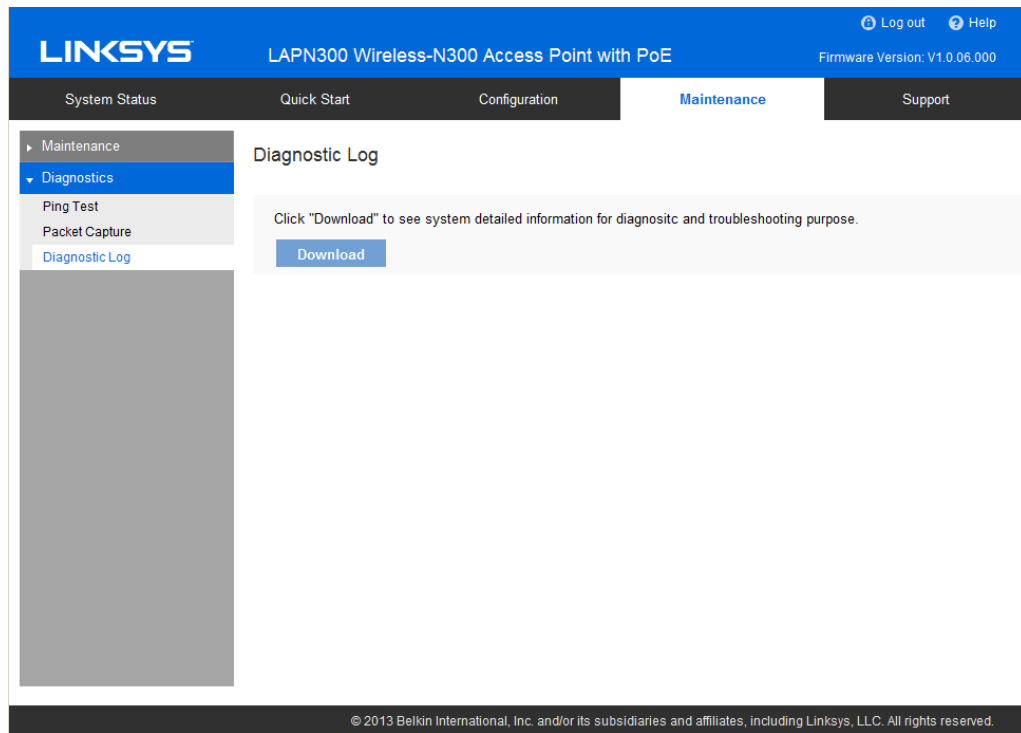 Log out
Help
LINKSYS
LAPN300 Wireless-N300 Access Point with PoE
Firmware Version: V1.0.06.000
System Status
Quick Start
Configuration
Maintenance
Support
Maintenance
Diagnostics
Ping Test
Packet Capture
Diagnostic Log
Diagnostic Log
Click "Download" to see system detailed information for diagnositc and troubleshooting purpose.
Download
© 2013 Belkin International, Inc. and/or its subsidiaries and affiliates, including Linksys, LLC. All rights reserved.